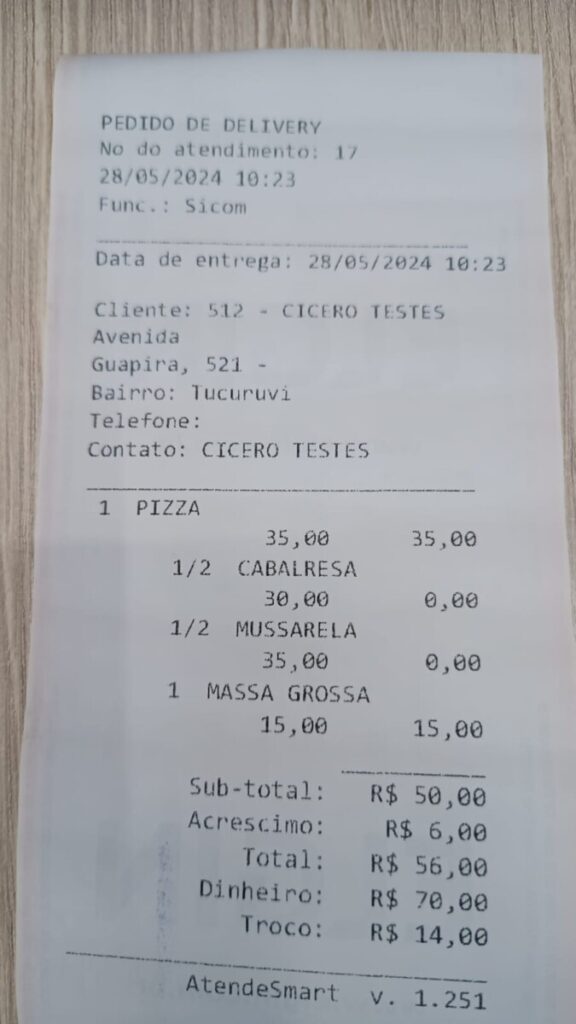 PEDIDO DE DELIVERY
No do atendimento: 17
28/05/2024 10:23
Func.: Sicom
Data de entrega: 28/05/2024 10:23
Cliente: 512 - CICERO TESTES
Avenida
Guapira, 521 -
Bairro: Tucuruvi
Telefone:
Contato: CICERO TESTES
1 PIZZA
35,00 35,00
1/2 CABALRESA
30,00 0,00
1/2 MUSSARELA
35,00 0,00
1 MASSA GROSSA
15,00 15,00
Sub-total: R$ 50,00
Acrescimo: R$ 6,00
Total: R$ 56,00
Dinheiro: R$ 70,00
Troco: R$ 14,00
AtendeSmart v. 1.251